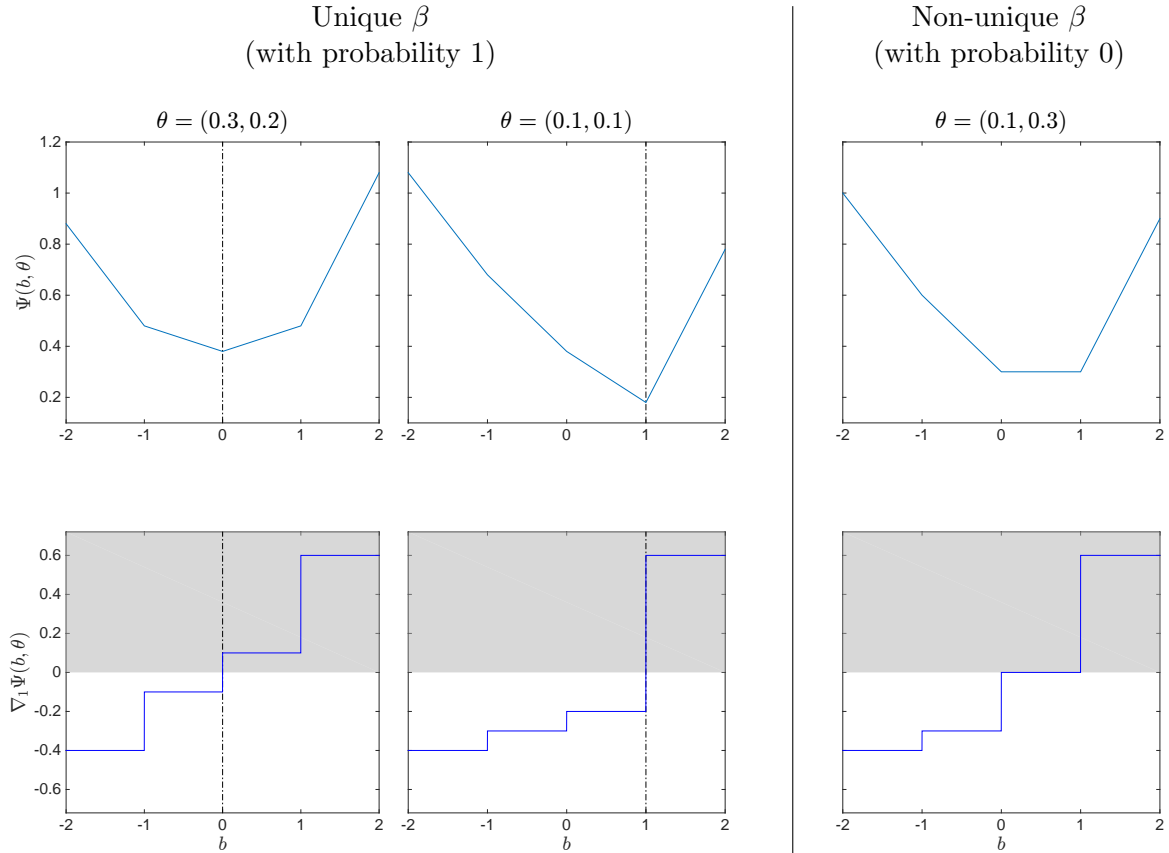 Unique β
(with probability 1)
Non-unique β
(with probability 0)
θ = (0.3, 0.2)
θ = (0.1, 0.1)
θ = (0.1, 0.3)
Ψ(b, θ)
1.2
1
0.8
0.6
0.4
0.2
-2 -1 0 1 2
-2 -1 0 1 2
-2 -1 0 1 2
∇₁Ψ(b, θ)
0.6
0.4
0.2
0
-0.2
-0.4
-0.6
-2 -1 0 1 2
-2 -1 0 1 2
-2 -1 0 1 2
b
b
b